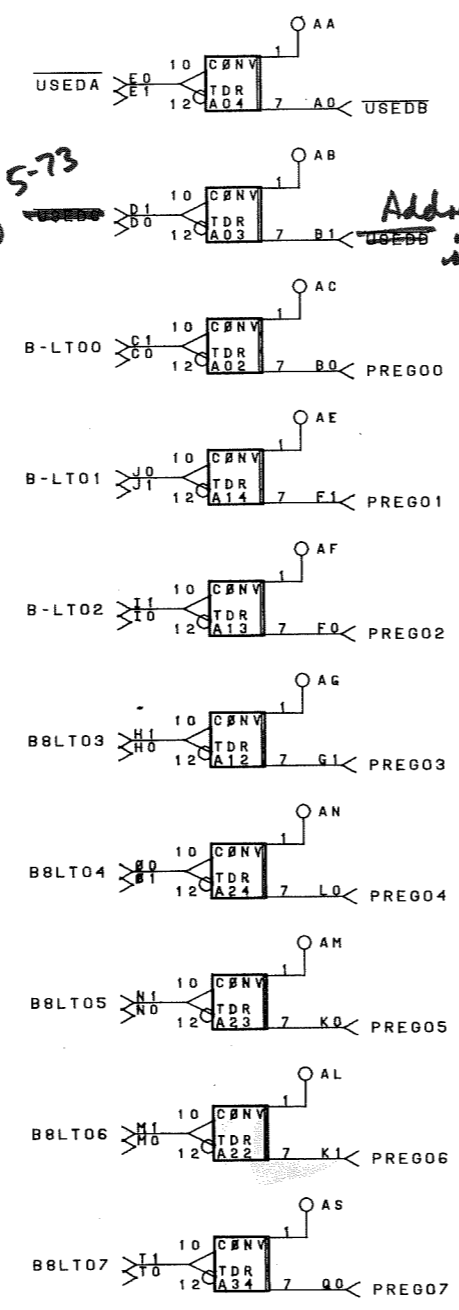 AA
1
10 CØNV
USEDA E0
E1
12 TDR
A04 7 A0 USEDB
5-73
AB
1
10 CØNV
D1
D0
12 TDR
A03 7 B1
AC
1
10 CØNV
B-LT00 C1
C0
12 TDR
A02 7 B0 PREG00
AE
1
10 CØNV
B-LT01 J0
J1
12 TDR
A14 7 F1 PREG01
AF
1
10 CØNV
B-LT02 I1
I0
12 TDR
A13 7 F0 PREG02
AG
1
10 CØNV
B8LT03 H1
H0
12 TDR
A12 7 G1 PREG03
AN
1
10 CØNV
B8LT04 Ø0
Ø1
12 TDR
A24 7 L0 PREG04
AM
1
10 CØNV
B8LT05 N1
N0
12 TDR
A23 7 K0 PREG05
AL
1
10 CØNV
B8LT06 M1
M0
12 TDR
A22 7 K1 PREG06
AS
1
10 CØNV
B8LT07 T1
T0
12 TDR
A34 7 Q0 PREG07